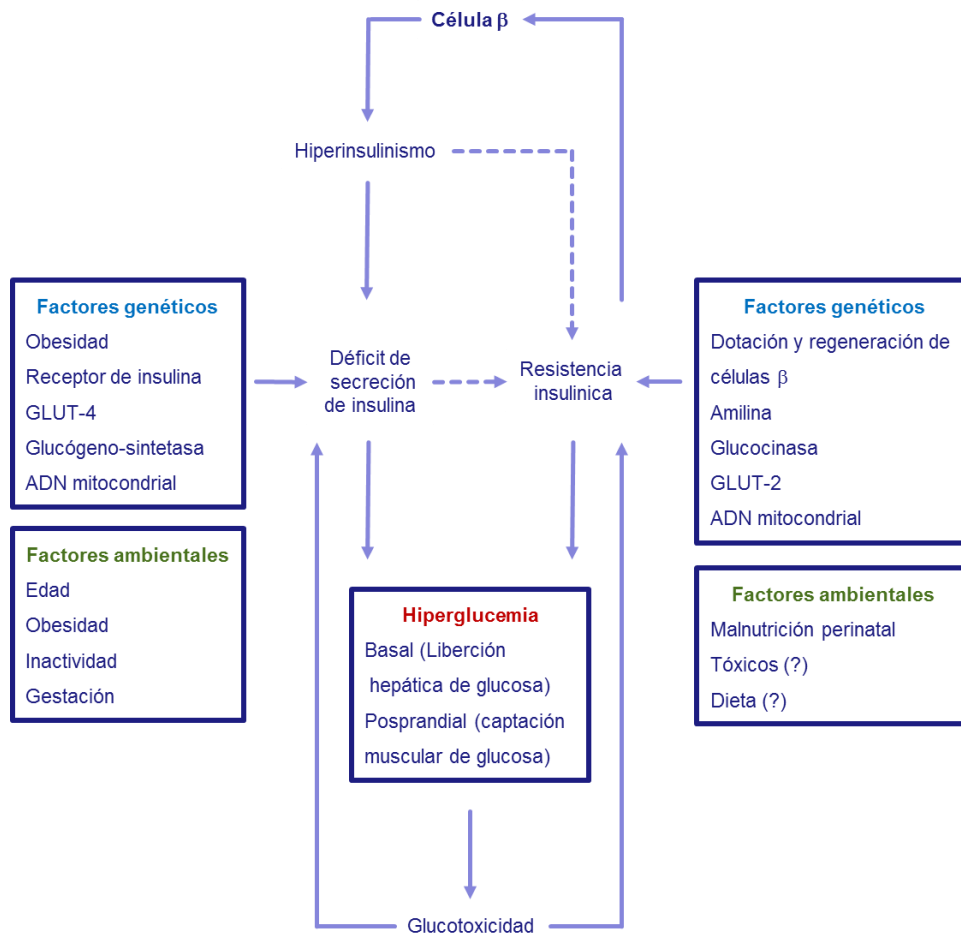 Célula β
Hiperinsulinismo
Factores genéticos
Obesidad
Receptor de insulina
GLUT-4
Glucógeno-sintetasa
ADN mitocondrial
Factores ambientales
Edad
Obesidad
Inactividad
Gestación
Déficit de
secreción
de insulina
Resistencia
insulinica
Factores genéticos
Dotación y regeneración de
células β
Amilina
Glucocinasa
GLUT-2
ADN mitocondrial
Factores ambientales
Malnutrición perinatal
Tóxicos (?)
Dieta (?)
Hiperglucemia
Basal (Liberción
hepática de glucosa)
Posprandial (captación
muscular de glucosa)
Glucotoxicidad